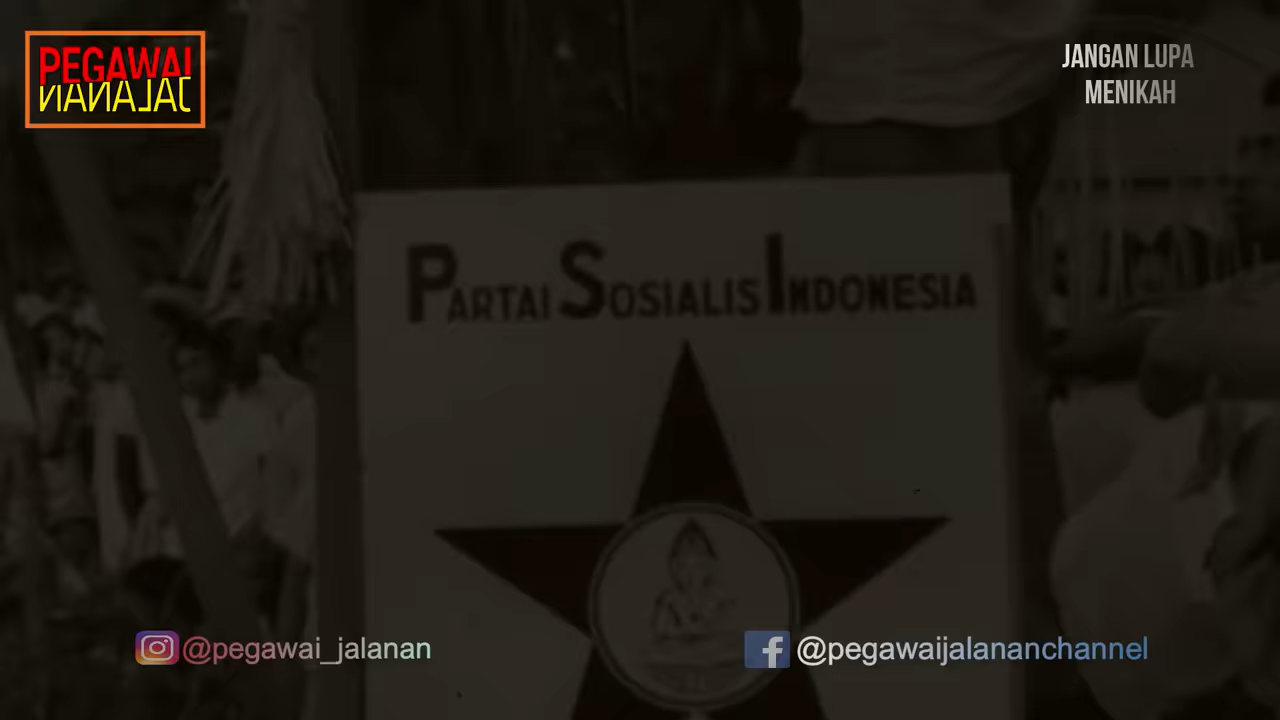 PEGAWAI
JALANAN
JANGAN LUPA
MENIKAH
PARTAI SOSIALIS INDONESIA
@pegawai_jalanan
@pegawaijalananchannel